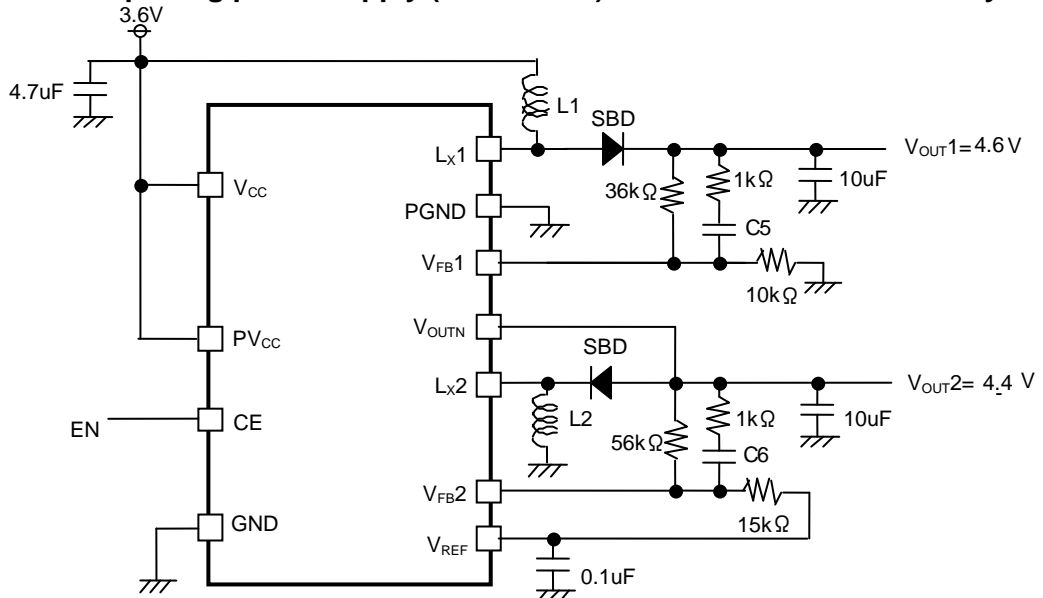 3.6V
4.7uF
L1
SBD
LX1
VOUT1=4.6 V
VCC
36kΩ
1kΩ
10uF
PGND
C5
VFB1
10kΩ
VOUTN
PVCC
SBD
LX2
VOUT2= 4.4 V
EN
CE
L2
56kΩ
1kΩ
10uF
C6
VFB2
GND
15kΩ
VREF
0.1uF